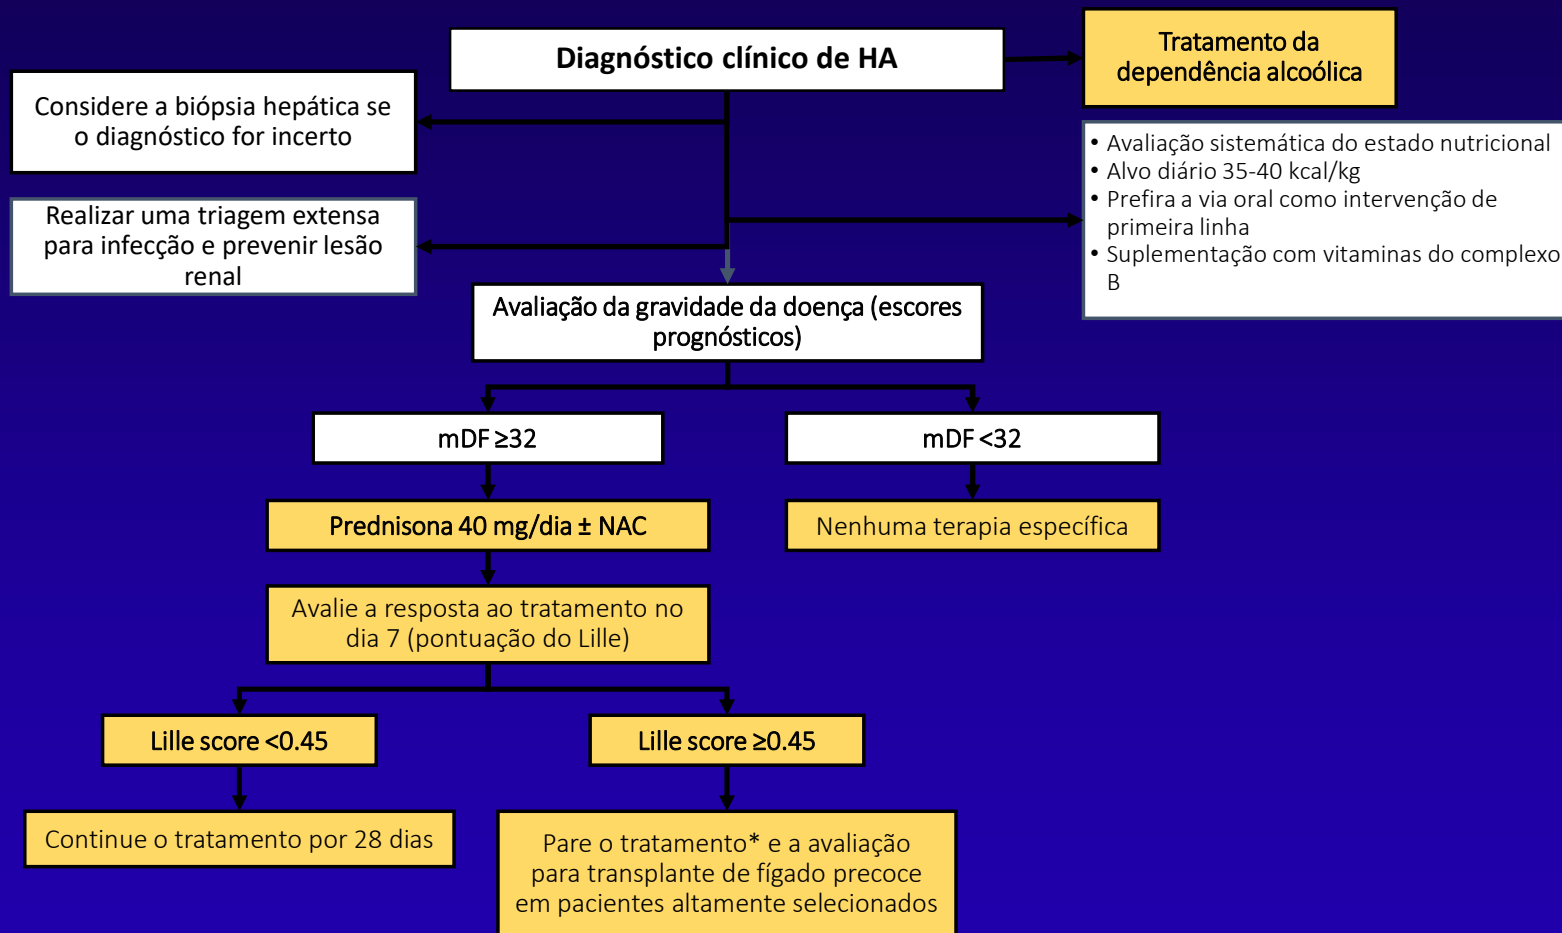 Diagnóstico clínico de HA
Tratamento da
dependência alcoólica
Considere a biópsia hepática se
o diagnóstico for incerto
• Avaliação sistemática do estado nutricional
• Alvo diário 35-40 kcal/kg
• Prefira a via oral como intervenção de
primeira linha
• Suplementação com vitaminas do complexo
B
Realizar uma triagem extensa
para infecção e prevenir lesão
renal
Avaliação da gravidade da doença (escores
prognósticos)
mDF ≥32
mDF <32
Prednisona 40 mg/dia ± NAC
Nenhuma terapia específica
Avalie a resposta ao tratamento no
dia 7 (pontuação do Lille)
Lille score <0.45
Lille score ≥0.45
Continue o tratamento por 28 dias
Pare o tratamento* e a avaliação
para transplante de fígado precoce
em pacientes altamente selecionados